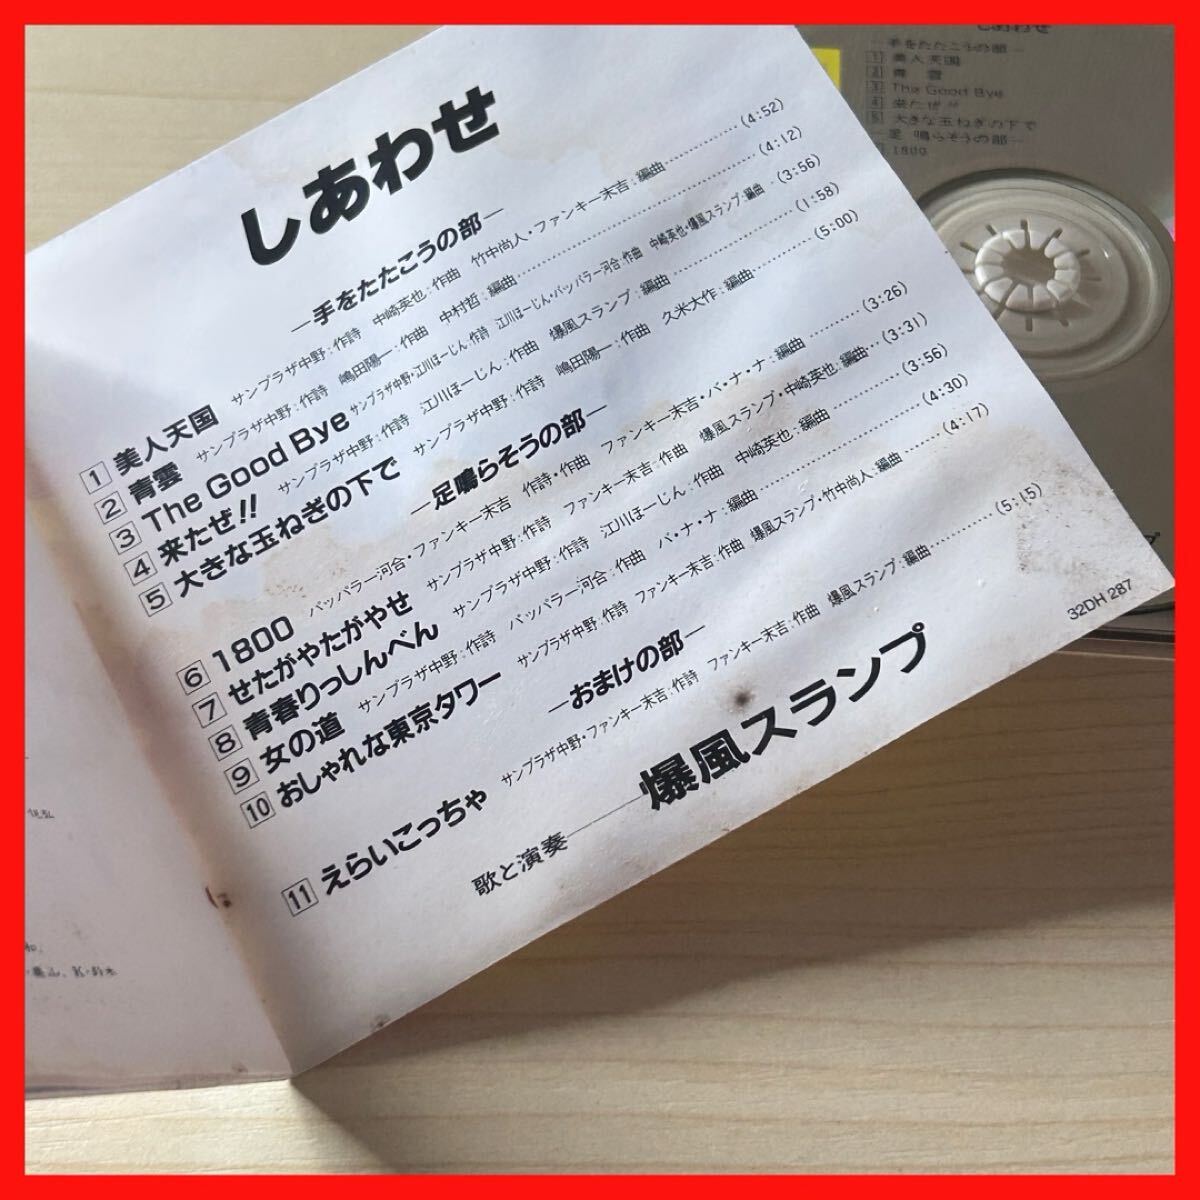 しあわせ
—手をたたこうの部—
1 美人天国 サンプラザ中野:作詩 中崎英也:作曲 竹中尚人・ファンキー末吉:編曲 (4:52)
2 青雲 サンプラザ中野:作詩 嶋田陽一:作曲 中村哲:編曲 (4:12)
3 The Good Bye サンプラザ中野・江川ほーじん:作詩 江川ほーじん・パッパラー河合:作曲 中崎英也・爆風スランプ:編曲 (3:56)
4 来たぜ!! サンプラザ中野:作詩 江川ほーじん:作曲 爆風スランプ:編曲 (1:58)
5 大きな玉ねぎの下で サンプラザ中野:作詩 嶋田陽一:作曲 久米大作:編曲 (5:00)
—足鳴らそうの部—
6 1800 パッパラー河合・ファンキー末吉 作詩・作曲 ファンキー末吉・バ・ナ・ナ:編曲 (3:26)
7 せたがやたがやせ サンプラザ中野:作詩 ファンキー末吉:作曲 爆風スランプ・中崎英也:編曲 (3:31)
8 青春りっしんべん サンプラザ中野:作詩 江川ほーじん:作曲 中崎英也:編曲 (3:56)
9 女の道 サンプラザ中野:作詩 パッパラー河合:作曲 バ・ナ・ナ:編曲 (4:30)
10 おしゃれな東京タワー サンプラザ中野:作詩 ファンキー末吉:作曲 爆風スランプ・竹中尚人:編曲 (4:17)
—おまけの部—
11 えらいこっちゃ サンプラザ中野・ファンキー末吉:作詩 ファンキー末吉:作曲 爆風スランプ:編曲 (5:15)
歌と演奏——爆風スランプ
32DH 287
しあわせ
—手をたたこうの部—
1 美人天国
2 青雲
3 The Good Bye
4 来たぜ!!
5 大きな玉ねぎの下で
—足鳴らそうの部—
1800